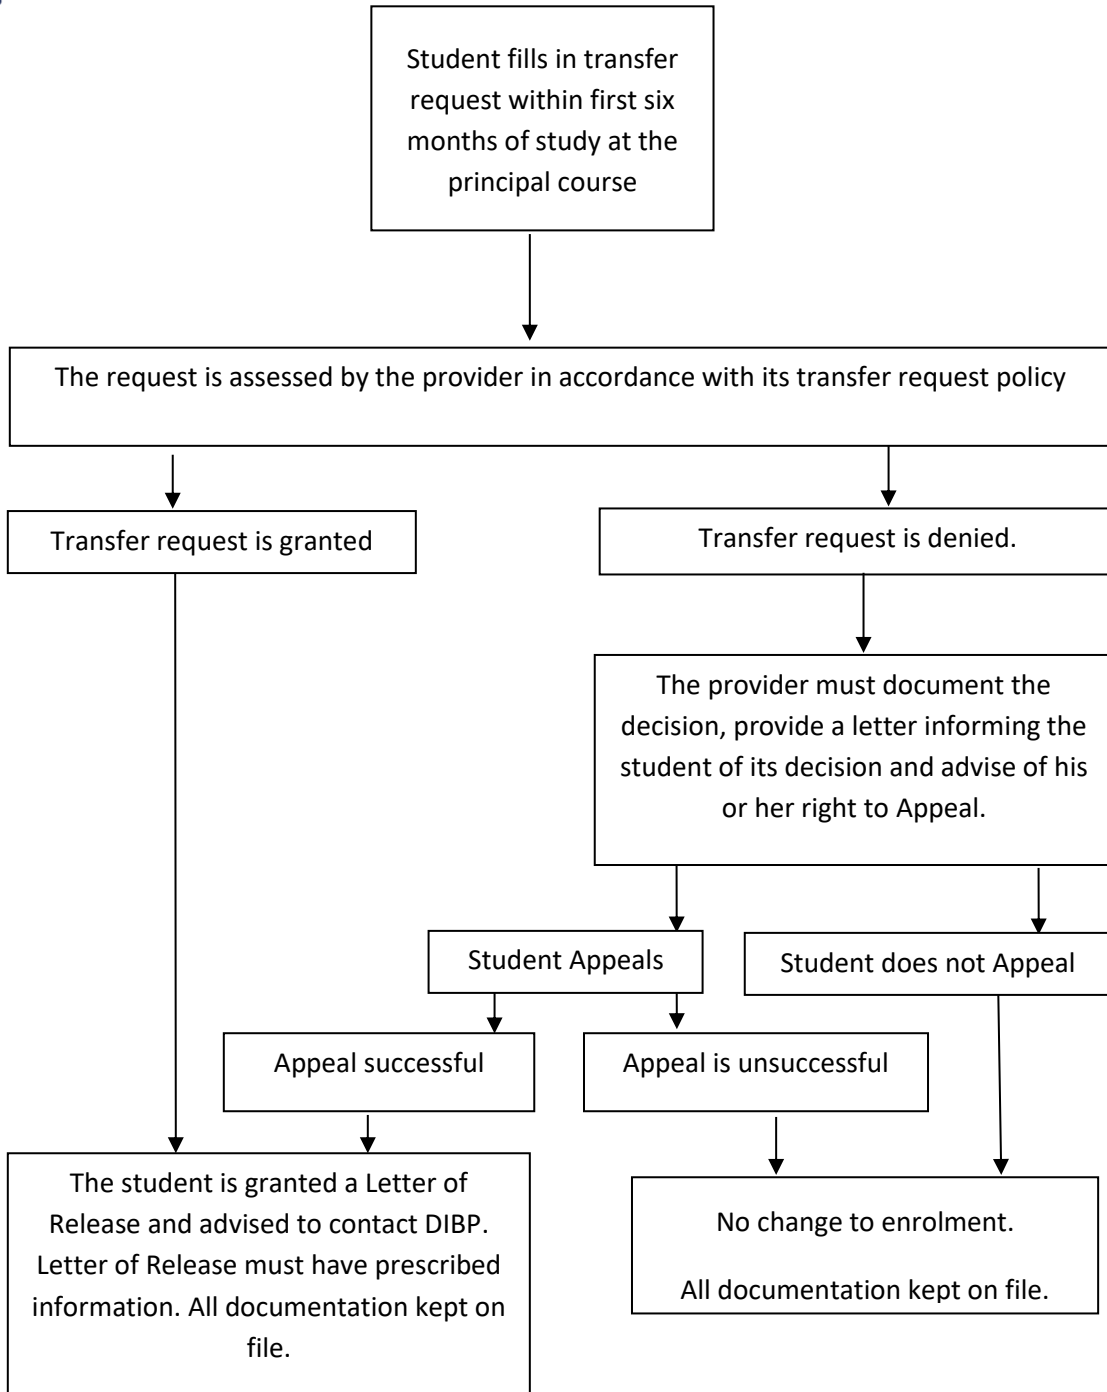 Student fills in transfer
request within first six
months of study at the
principal course
The request is assessed by the provider in accordance with its transfer request policy
Transfer request is granted
Transfer request is denied.
The provider must document the
decision, provide a letter informing the
student of its decision and advise of his
or her right to Appeal.
Student Appeals
Student does not Appeal
Appeal successful
Appeal is unsuccessful
The student is granted a Letter of
Release and advised to contact DIBP.
Letter of Release must have prescribed
information. All documentation kept on
file.
No change to enrolment.
All documentation kept on file.